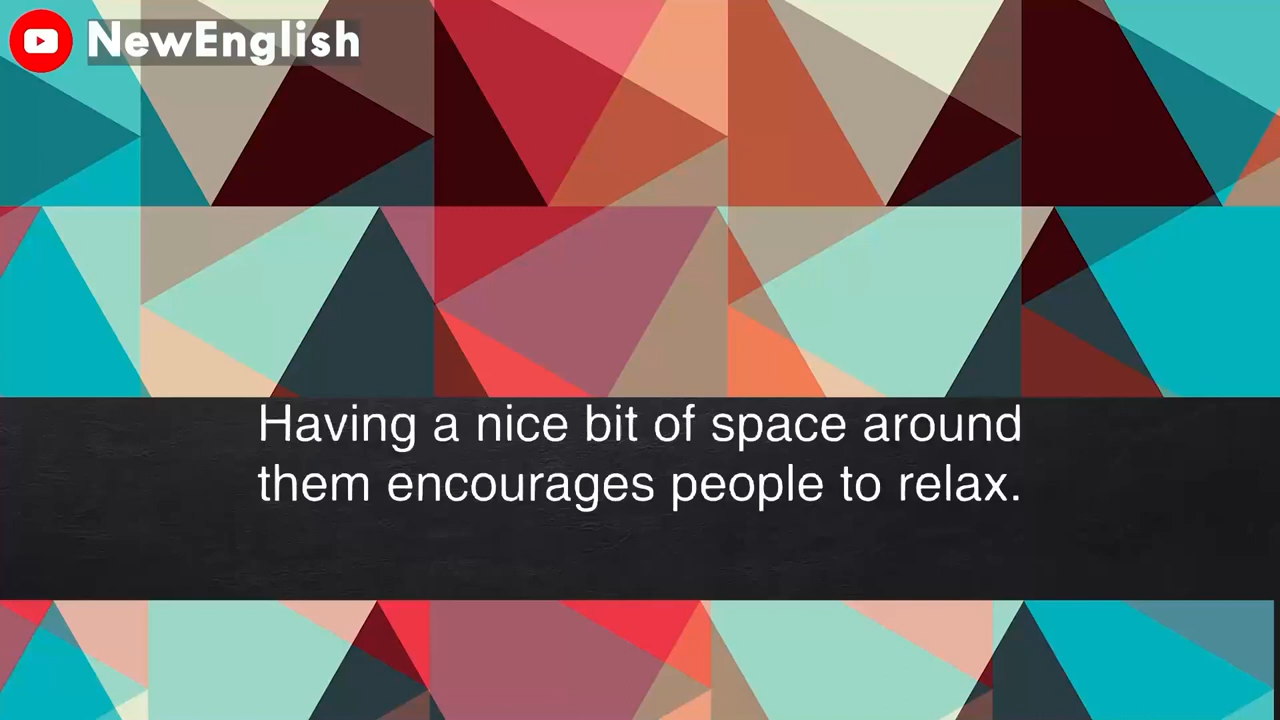 NewEnglish
Having a nice bit of space around
them encourages people to relax.